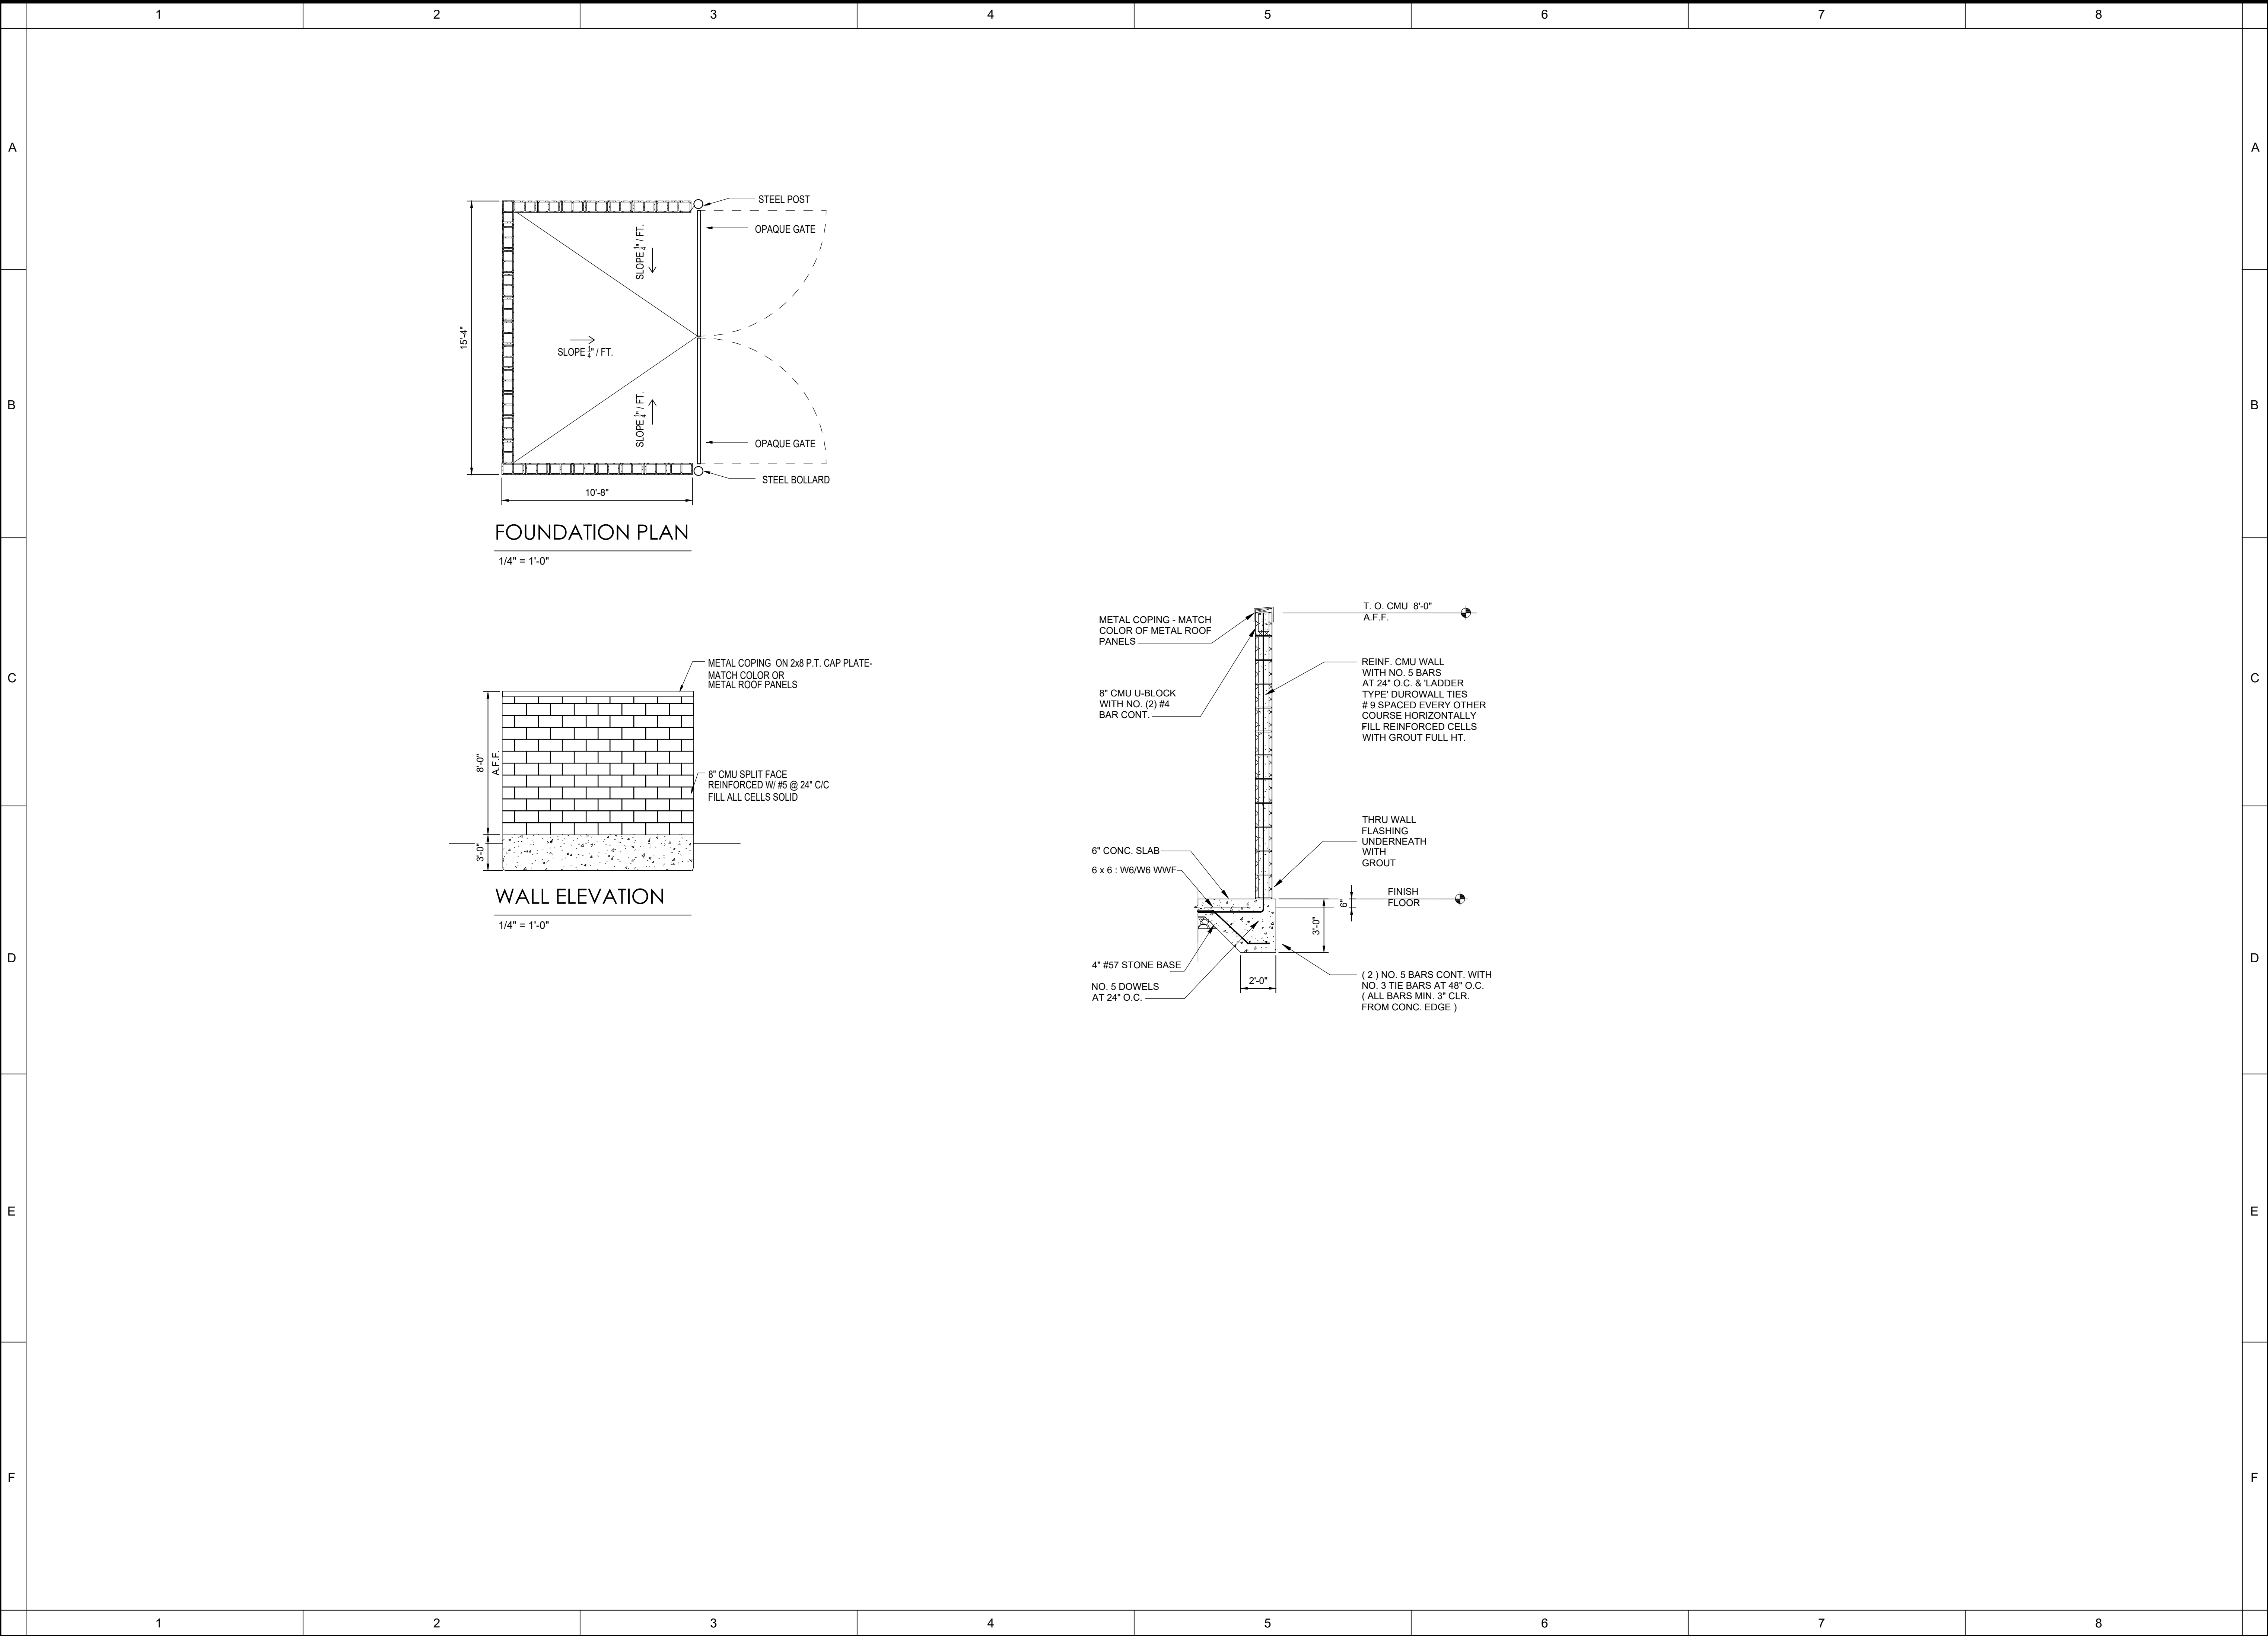 1 2 3 4 5 6 7 8
A A
STEEL POST
OPAQUE GATE
SLOPE 1/4" / FT.
15'-4"
SLOPE 1/4" / FT.
SLOPE 1/4" / FT.
B B
OPAQUE GATE
STEEL BOLLARD
10'-8"
FOUNDATION PLAN
1/4" = 1'-0"
C C
METAL COPING ON 2x8 P.T. CAP PLATE-
MATCH COLOR OR
METAL ROOF PANELS
8'-0"
A.F.F.
8" CMU SPLIT FACE
REINFORCED W/ #5 @ 24" C/C
FILL ALL CELLS SOLID
3'-0"
WALL ELEVATION
1/4" = 1'-0"
METAL COPING - MATCH
COLOR OF METAL ROOF
PANELS
8" CMU U-BLOCK
WITH NO. (2) #4
BAR CONT.
T. O. CMU 8'-0"
A.F.F.
REINF. CMU WALL
WITH NO. 5 BARS
AT 24" O.C. & 'LADDER
TYPE' DUROWALL TIES
# 9 SPACED EVERY OTHER
COURSE HORIZONTALLY
FILL REINFORCED CELLS
WITH GROUT FULL HT.
THRU WALL
FLASHING
UNDERNEATH
WITH
GROUT
6" CONC. SLAB
6 x 6 : W6/W6 WWF
FINISH
FLOOR
6"
3'-0"
D D
4" #57 STONE BASE
NO. 5 DOWELS
AT 24" O.C.
2'-0"
( 2 ) NO. 5 BARS CONT. WITH
NO. 3 TIE BARS AT 48" O.C.
( ALL BARS MIN. 3" CLR.
FROM CONC. EDGE )
E E
F F
1 2 3 4 5 6 7 8